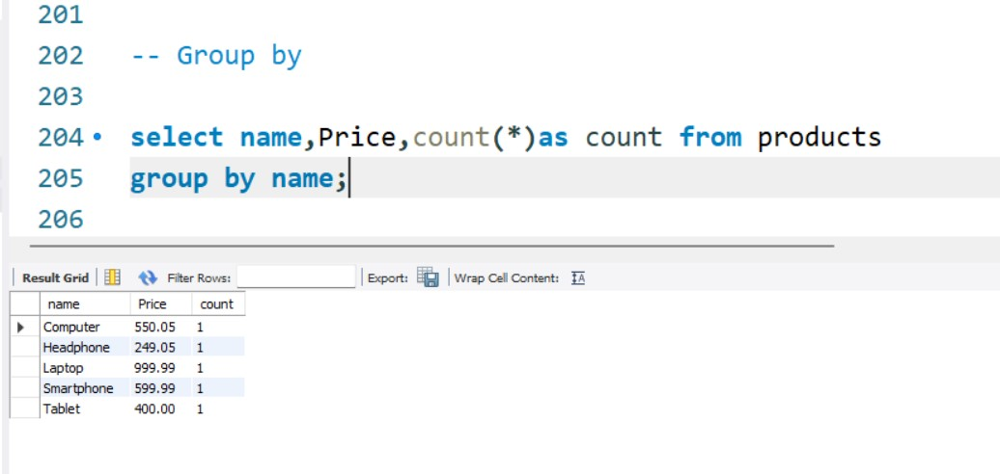 201
202 -- Group by
203
204 select name,Price,count(*)as count from products
205 group by name;
206
Result Grid Filter Rows: Export: Wrap Cell Content: IA
name Price count
Computer 550.05 1
Headphone 249.05 1
Laptop 999.99 1
Smartphone 599.99 1
Tablet 400.00 1